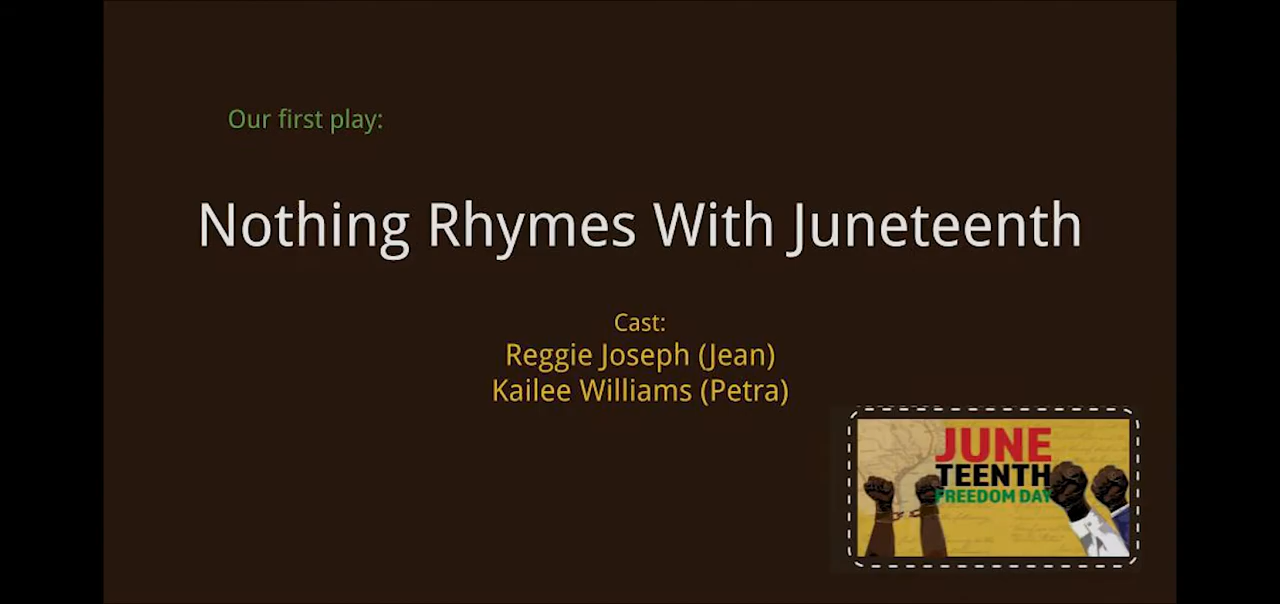 Our first play:
Nothing Rhymes With Juneteenth
Cast:
Reggie Joseph (Jean)
Kailee Williams (Petra)
JUNE
TEENTH
FREEDOM DAY